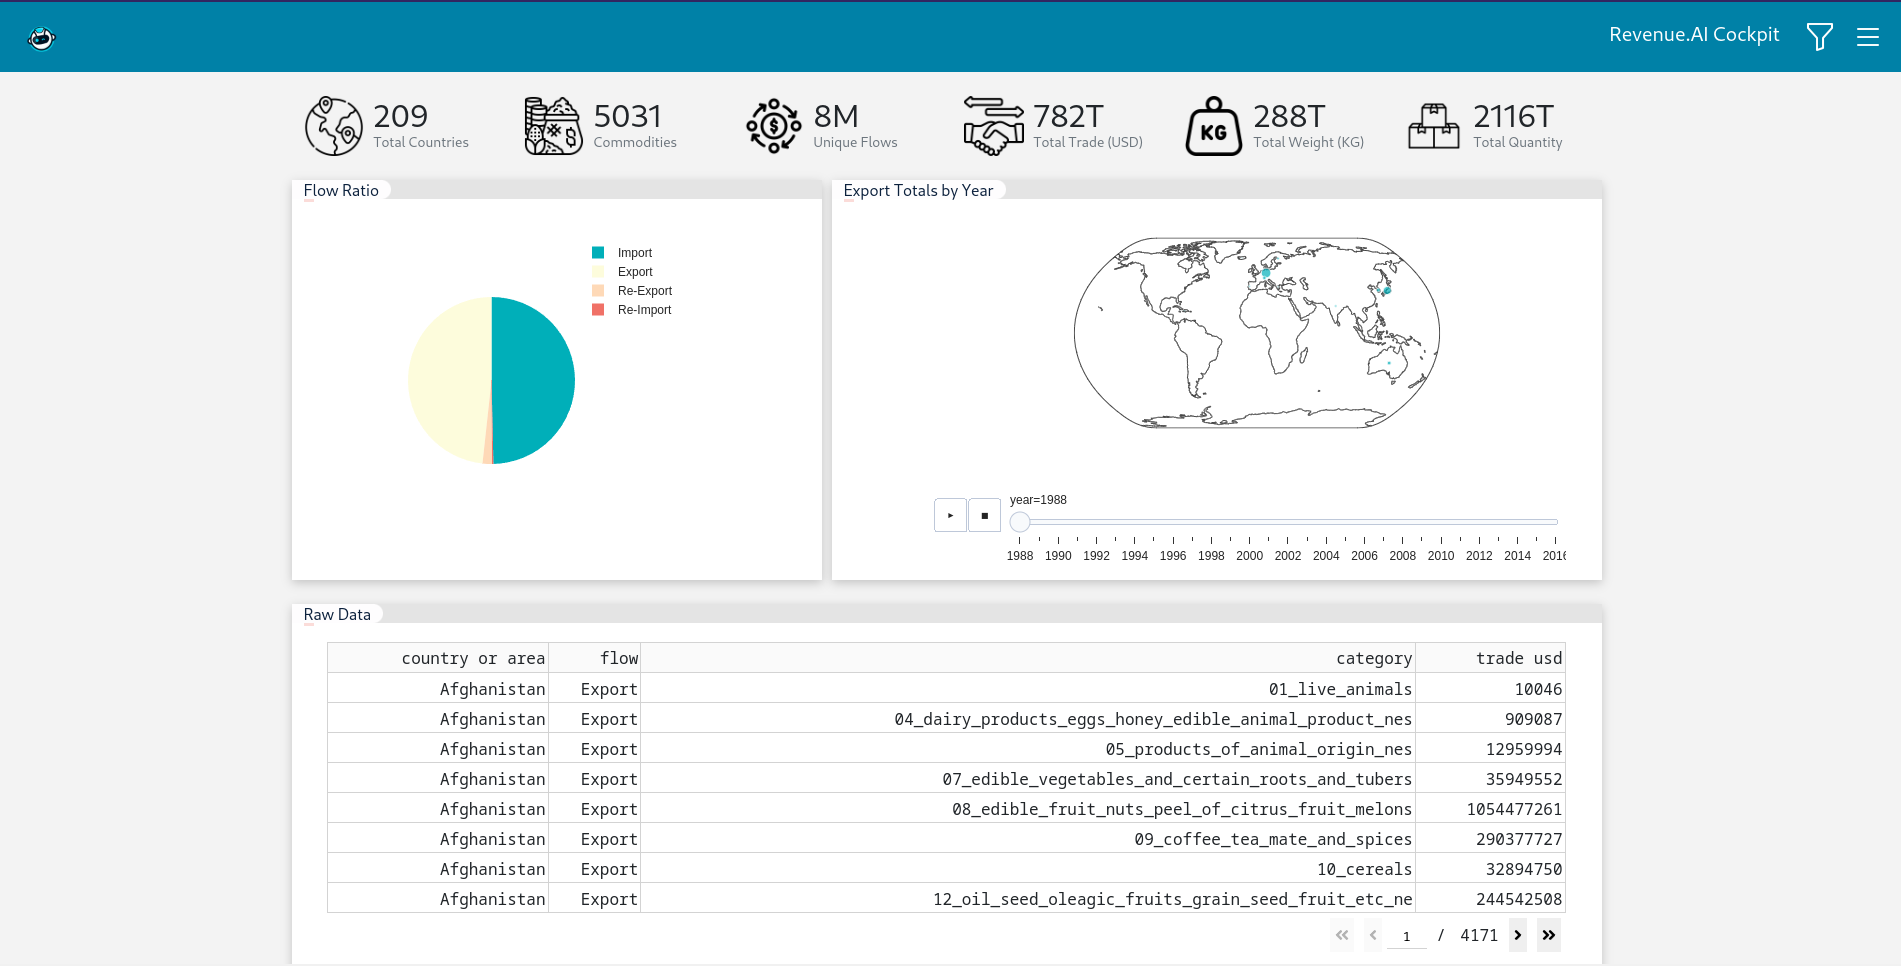 Revenue.AI Cockpit
209
Total Countries
5031
Commodities
8M
Unique Flows
782T
Total Trade (USD)
KG
288T
Total Weight (KG)
2116T
Total Quantity
Flow Ratio
Import
Export
Re-Export
Re-Import
Export Totals by Year
year=1988
1988 1990 1992 1994 1996 1998 2000 2002 2004 2006 2008 2010 2012 2014 2016
Raw Data
country or area flow category trade usd
Afghanistan Export 01_live_animals 10046
Afghanistan Export 04_dairy_products_eggs_honey_edible_animal_product_nes 909087
Afghanistan Export 05_products_of_animal_origin_nes 12959994
Afghanistan Export 07_edible_vegetables_and_certain_roots_and_tubers 35949552
Afghanistan Export 08_edible_fruit_nuts_peel_of_citrus_fruit_melons 1054477261
Afghanistan Export 09_coffee_tea_mate_and_spices 290377727
Afghanistan Export 10_cereals 32894750
Afghanistan Export 12_oil_seed_oleagic_fruits_grain_seed_fruit_etc_ne 244542508
1 / 4171